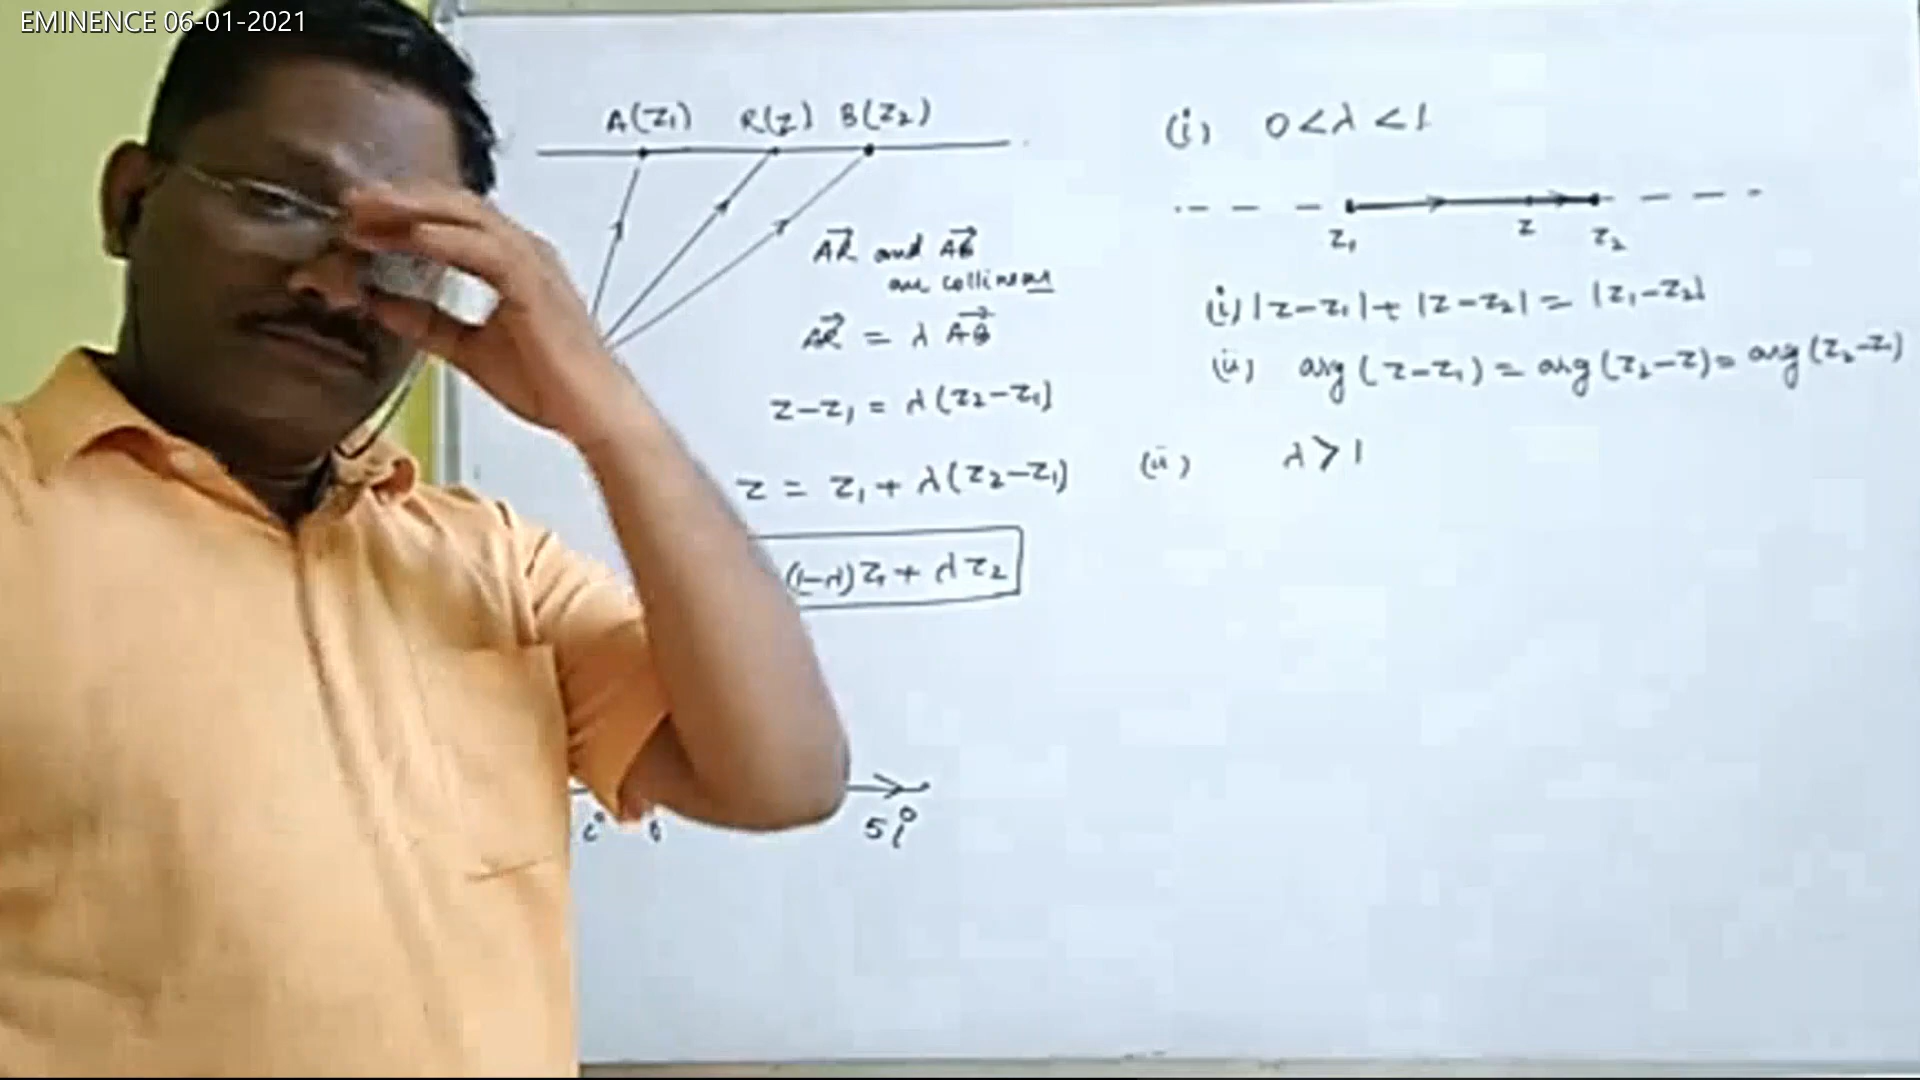 EMINENCE 06-01-2021
A(z₁) R(z) B(z₂)
AR⃗ and AB⃗
are collinear
AR⃗ = λ AB⃗
z-z₁ = λ(z₂-z₁)
z = z₁ + λ(z₂-z₁)
(1-λ)z₁ + λz₂
5i
(i) 0<λ<1
z₁ z z₂
(i) |z-z₁| + |z-z₂| = |z₁-z₂|
(ii) arg(z-z₁) = arg(z₂-z) = arg(z₂-z₁)
(ii) λ>1